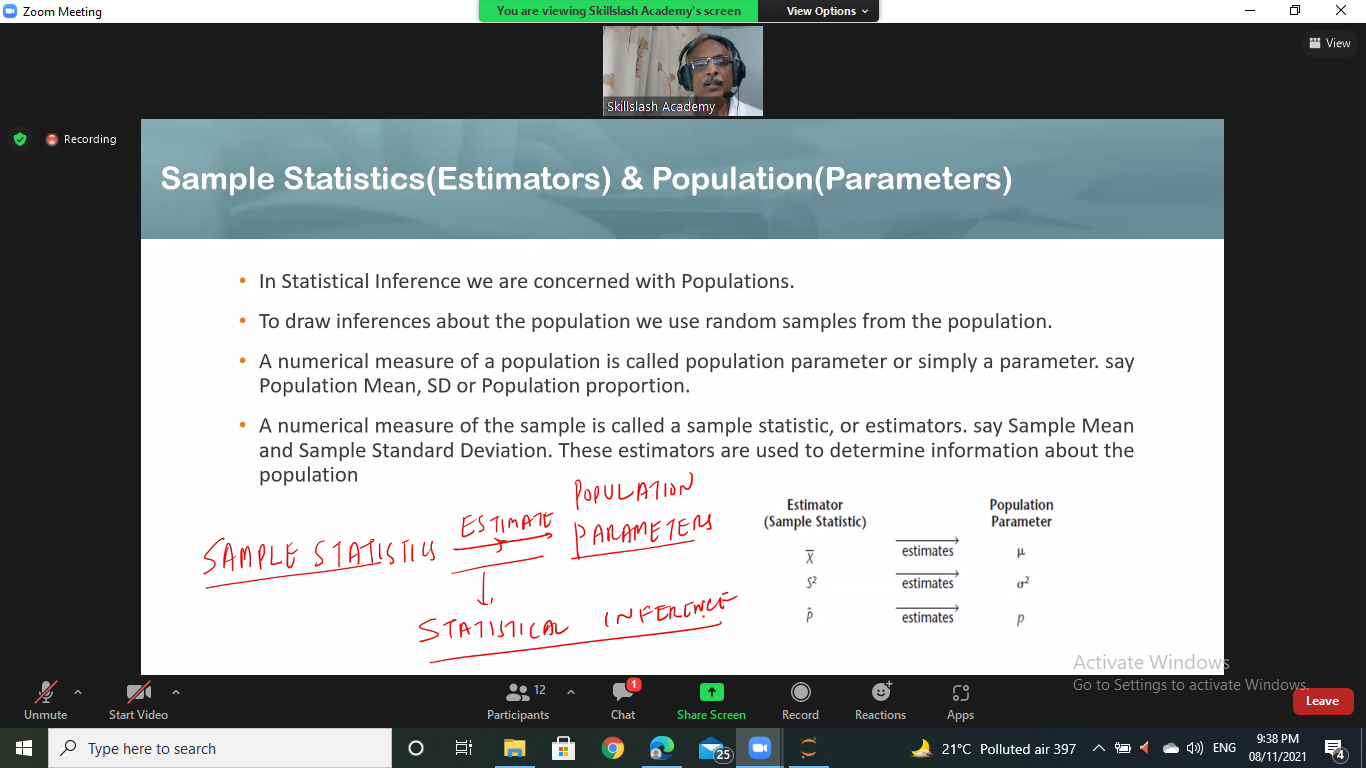 Zoom Meeting
You are viewing Skillslash Academy's screen
View Options
View
Skillslash Academy
Recording
Sample Statistics(Estimators) & Population(Parameters)
• In Statistical Inference we are concerned with Populations.
• To draw inferences about the population we use random samples from the population.
• A numerical measure of a population is called population parameter or simply a parameter. say
Population Mean, SD or Population proportion.
• A numerical measure of the sample is called a sample statistic, or estimators. say Sample Mean
and Sample Standard Deviation. These estimators are used to determine information about the
population
SAMPLE STATISTICS
ESTIMATE
POPULATION
PARAMETERS
STATISTICAL INFERENCE
Estimator Population
(Sample Statistic) Parameter
X̅ estimates μ
S² estimates σ²
p̂ estimates p
Activate Windows
Go to Settings to activate Windows.
Unmute
Start Video
12
Participants
1
Chat
Share Screen
Record
Reactions
Apps
Leave
Type here to search
25
21°C Polluted air 397
ENG
9:38 PM
08/11/2021
4